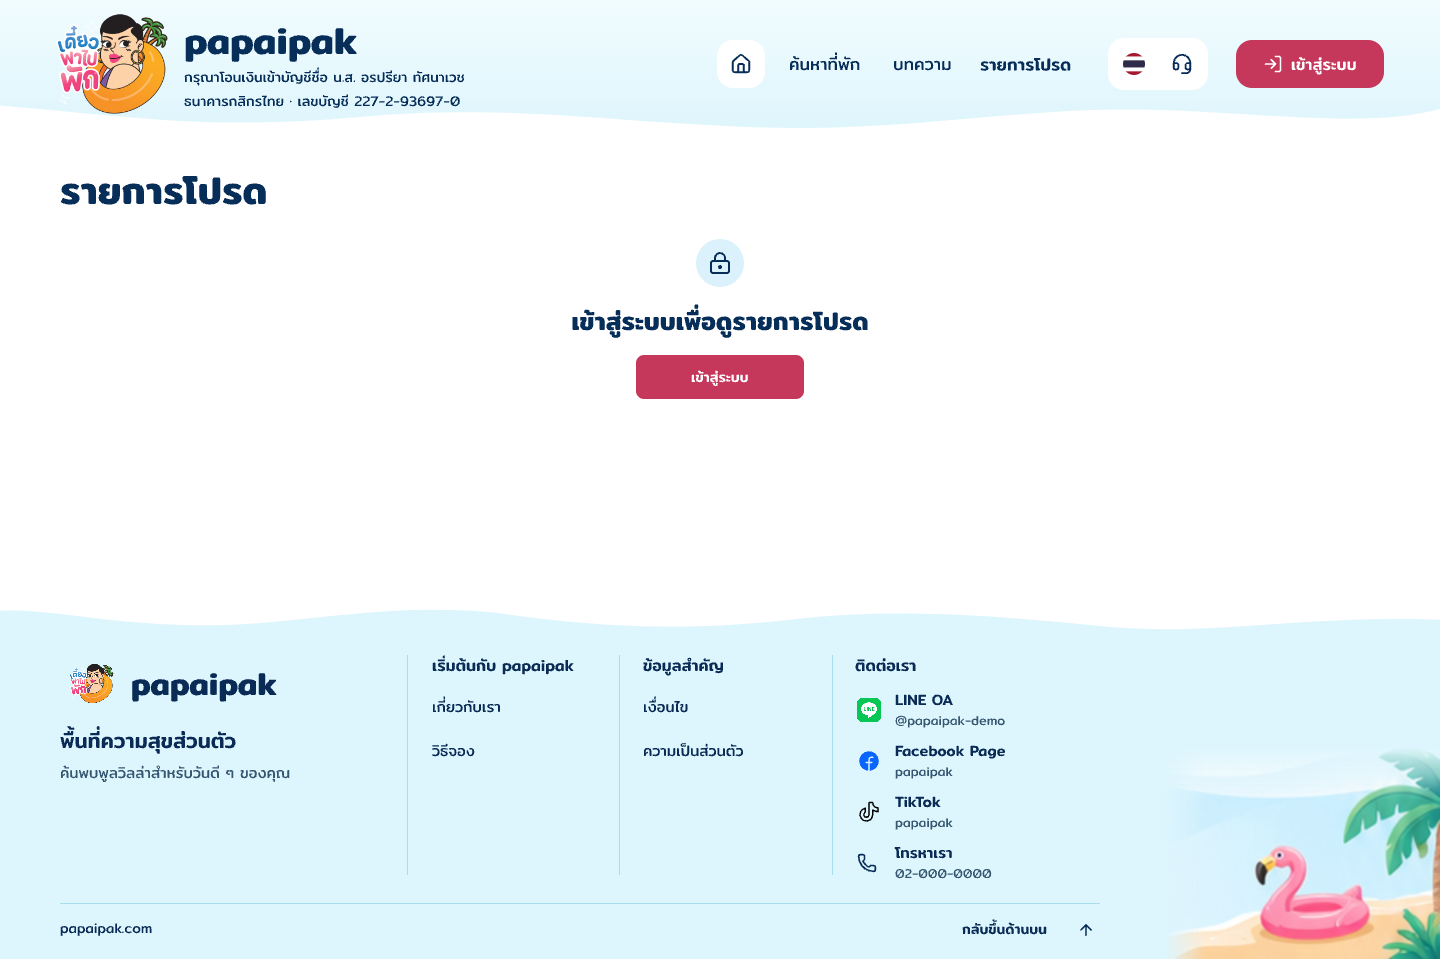 เดี๋ยว
พาไป
พัก
papaipak
กรุณาโอนเงินเข้าบัญชีชื่อ น.ส. อรปรียา ทัศนาเวช
ธนาคารกสิกรไทย · เลขบัญชี 227-2-93697-0
ค้นหาที่พัก
บทความ
รายการโปรด
เข้าสู่ระบบ
รายการโปรด
เข้าสู่ระบบเพื่อดูรายการโปรด
เข้าสู่ระบบ
เดี๋ยว
พาไป
พัก
papaipak
พื้นที่ความสุขส่วนตัว
ค้นพบพูลวิลล่าสำหรับวันดี ๆ ของคุณ
เริ่มต้นกับ papaipak
เกี่ยวกับเรา
วิธีจอง
ข้อมูลสำคัญ
เงื่อนไข
ความเป็นส่วนตัว
ติดต่อเรา
LINE
LINE OA
@papaipak-demo
Facebook Page
papaipak
TikTok
papaipak
โทรหาเรา
02-000-0000
papaipak.com
กลับขึ้นด้านบน